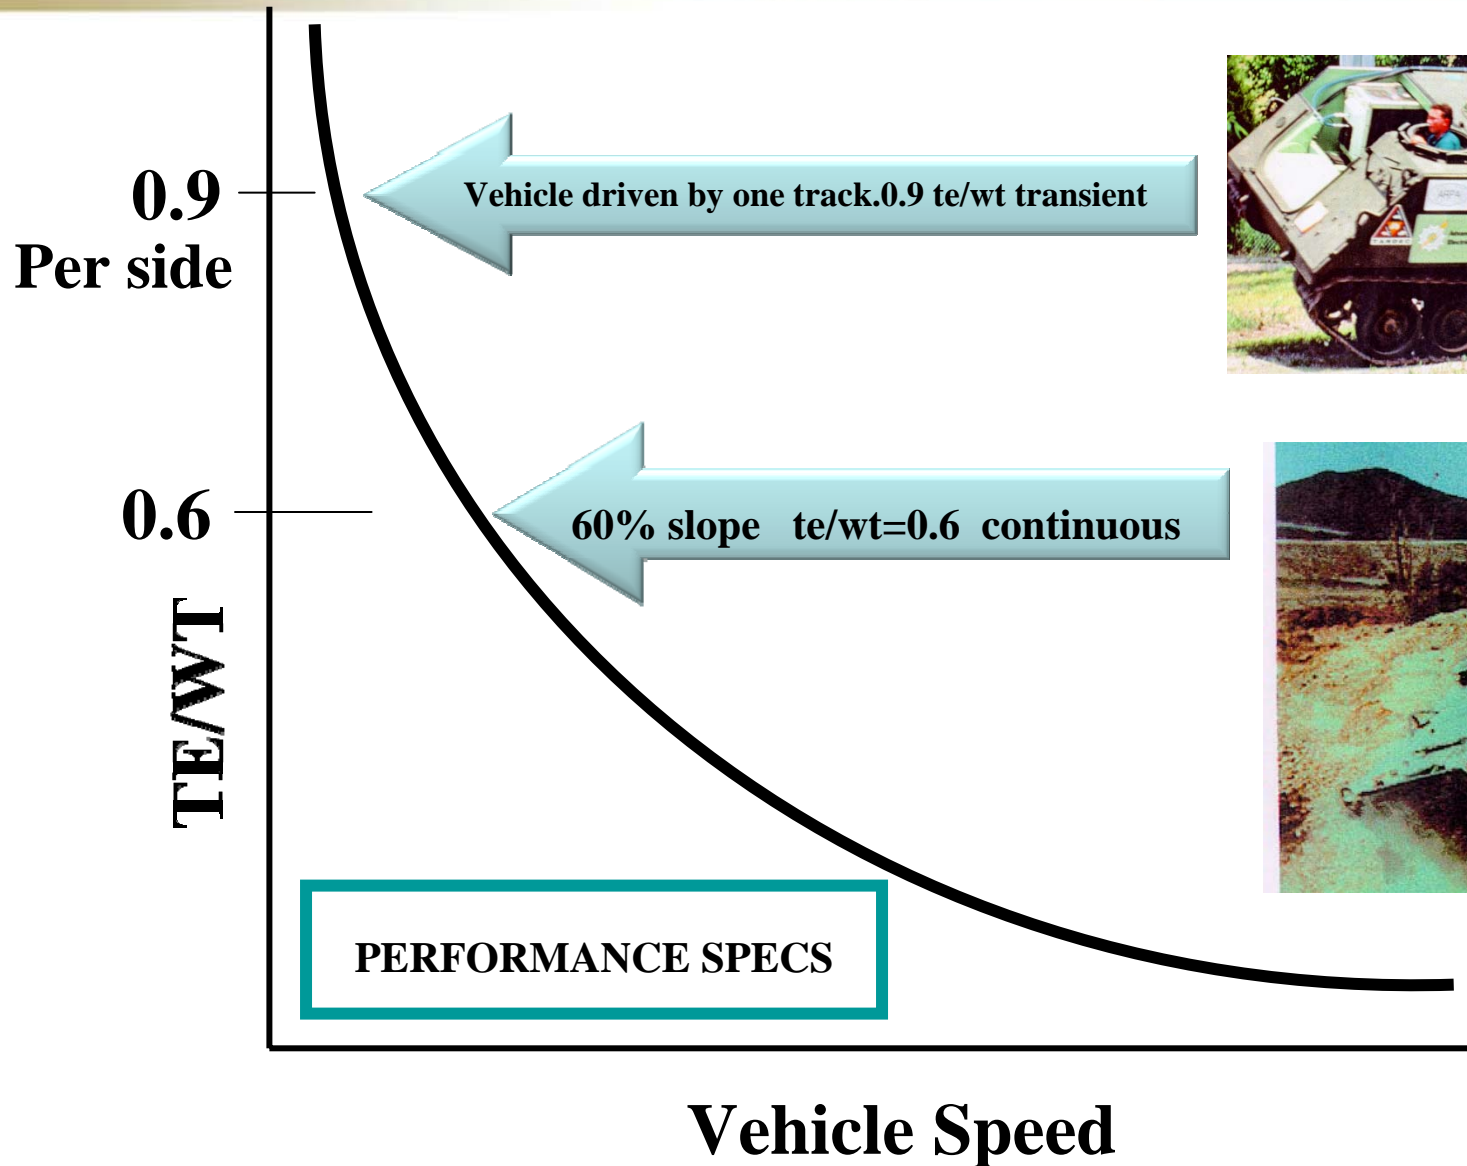 0.9
Per side
Vehicle driven by one track.0.9 te/wt transient
0.6
60% slope te/wt=0.6 continuous
TE/WT
PERFORMANCE SPECS
Vehicle Speed